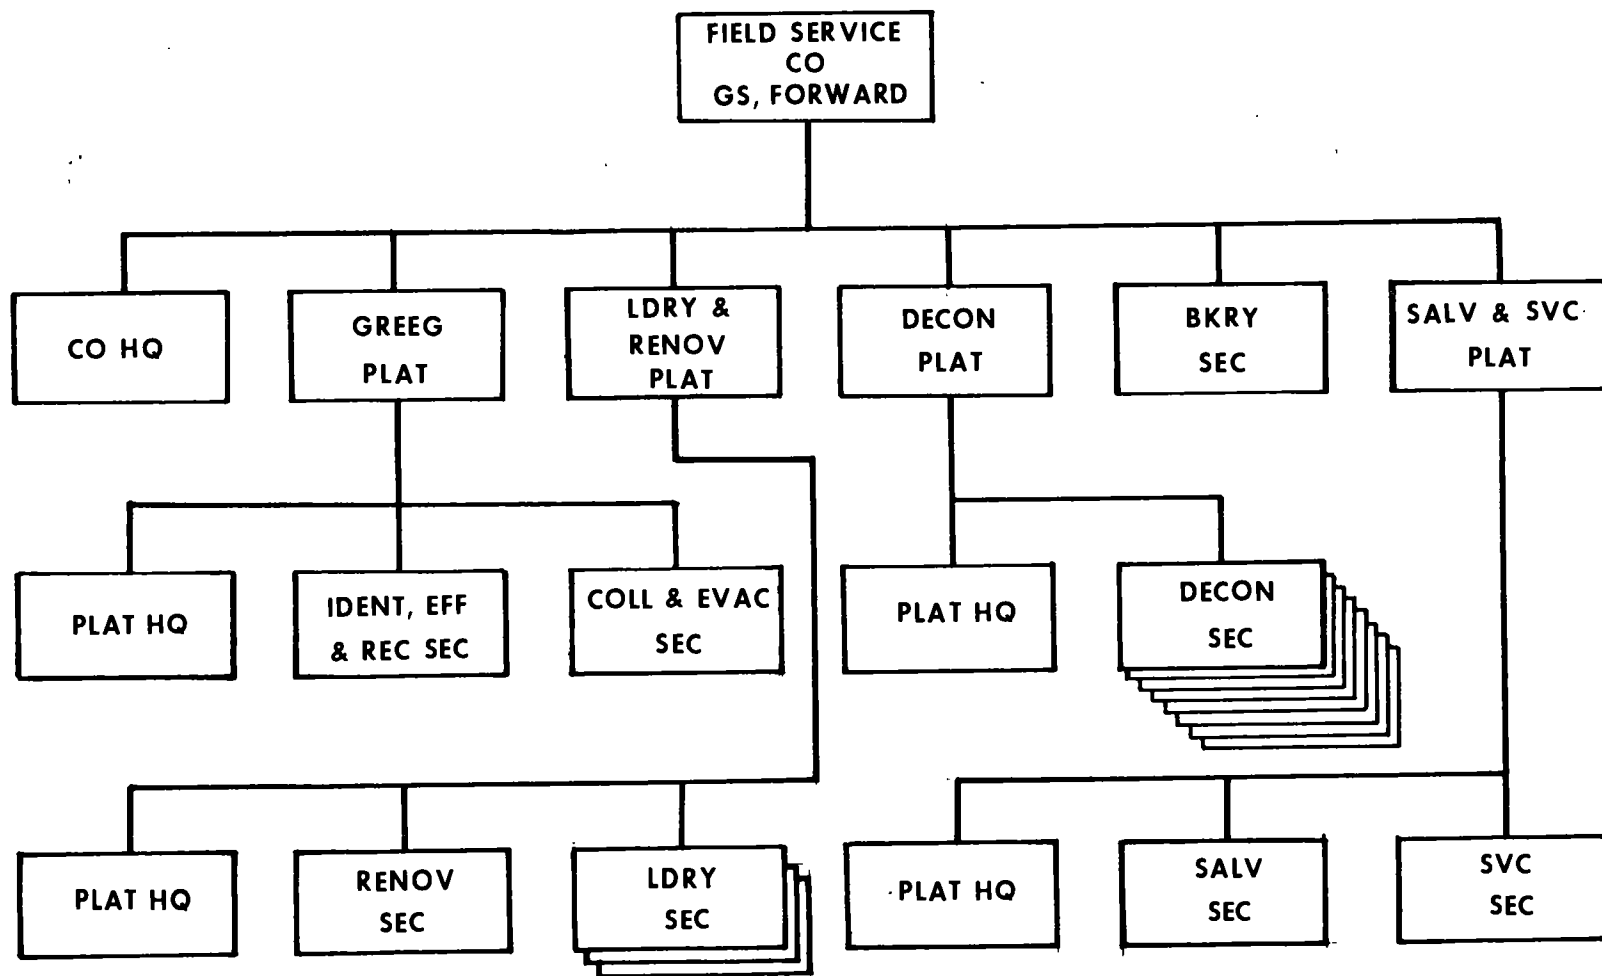 FIELD SERVICE
CO
GS, FORWARD
CO HQ
GREEG
PLAT
LDRY &
RENOV
PLAT
DECON
PLAT
BKRY
SEC
SALV & SVC
PLAT
PLAT HQ
IDENT, EFF
& REC SEC
COLL & EVAC
SEC
PLAT HQ
DECON
SEC
PLAT HQ
RENOV
SEC
LDRY
SEC
PLAT HQ
SALV
SEC
SVC
SEC